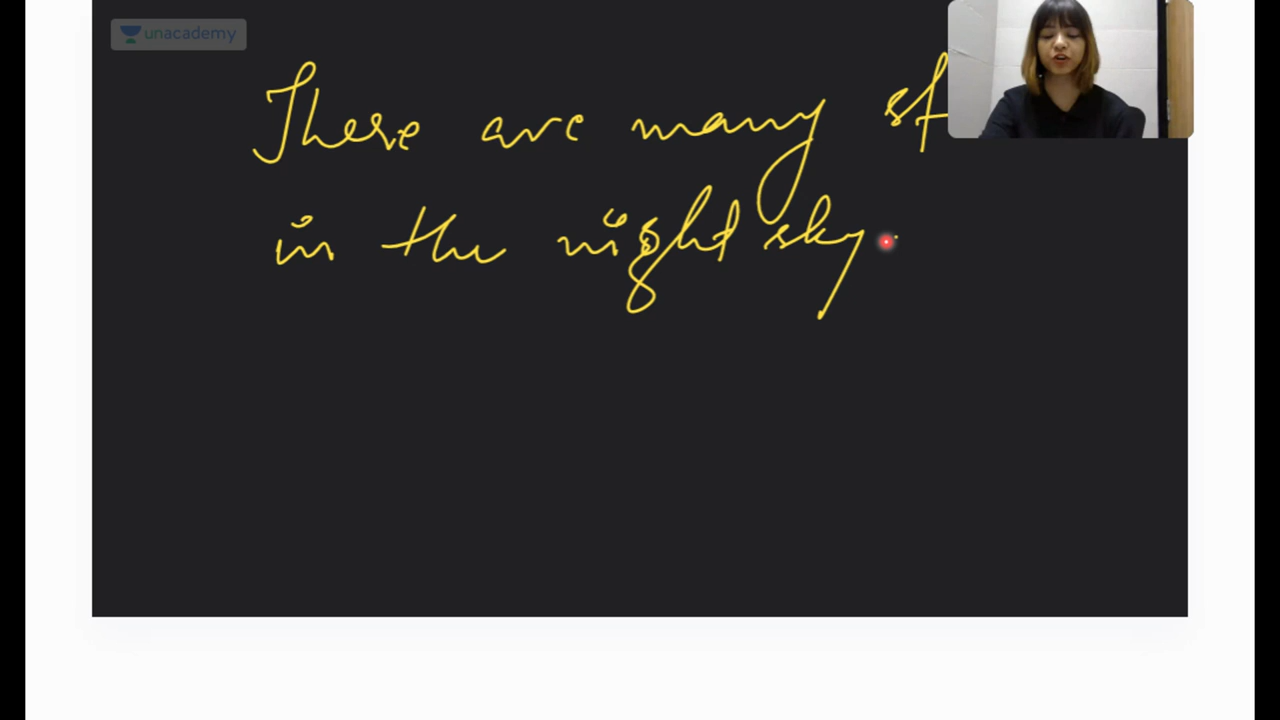 unacademy
There are many st
in the night sky.